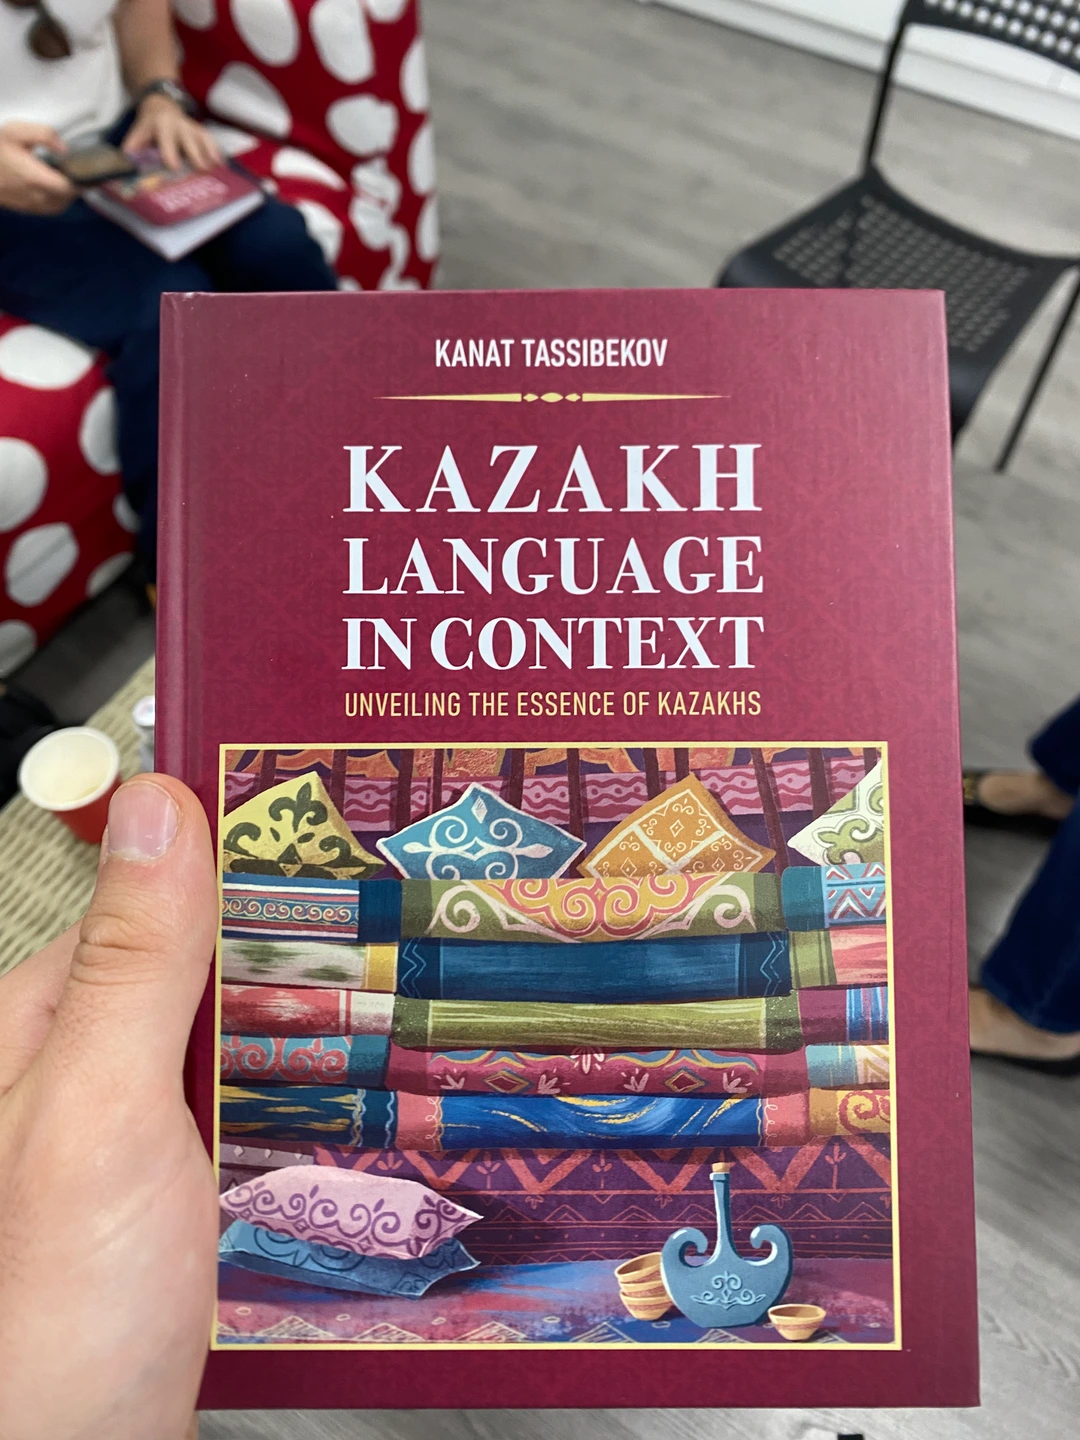 KANAT TASSIBEKOV
KAZAKH
LANGUAGE
IN CONTEXT
UNVEILING THE ESSENCE OF KAZAKHS